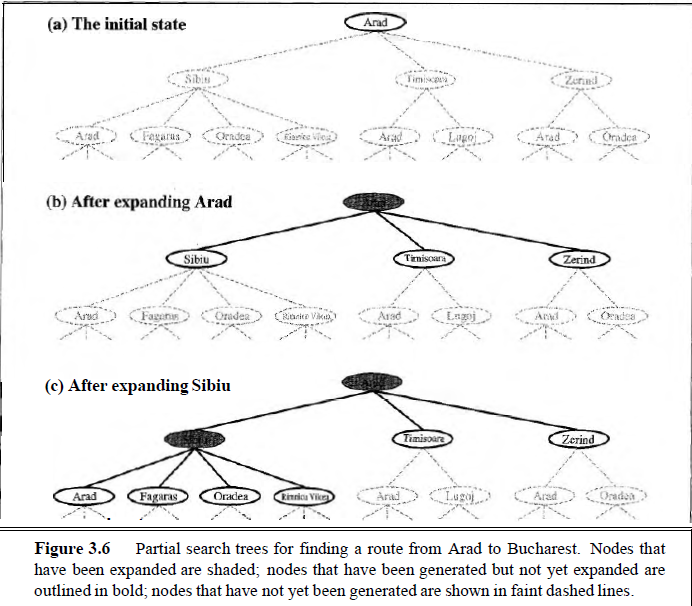 (a) The initial state
Arad
Sibiu Timisoara Zerind
Arad Fagaras Oradea Rimnicu Vilcea Arad Lugoj Arad Oradea
(b) After expanding Arad
Sibiu Timisoara Zerind
Arad Fagaras Oradea Rimnicu Vilcea Arad Lugoj Arad Oradea
(c) After expanding Sibiu
Timisoara Zerind
Arad Fagaras Oradea Rimnicu Vilcea Arad Lugoj Arad Oradea
Figure 3.6 Partial search trees for finding a route from Arad to Bucharest. Nodes that
have been expanded are shaded; nodes that have been generated but not yet expanded are
outlined in bold; nodes that have not yet been generated are shown in faint dashed lines.